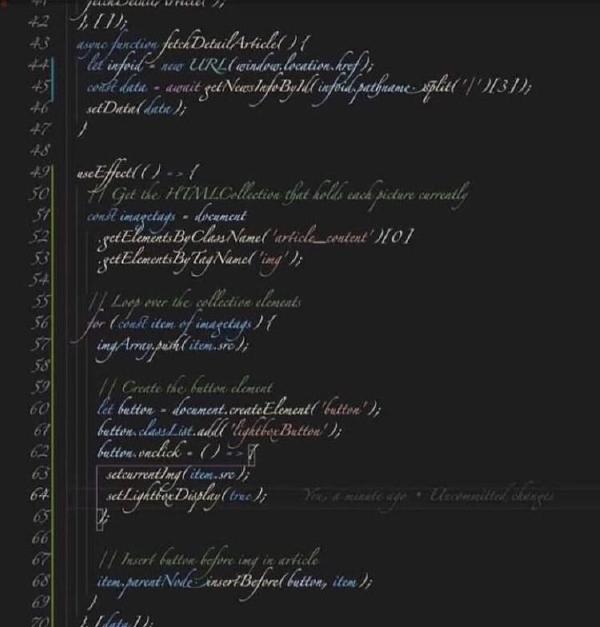 41 fetchDetailArticle( );
42 }, [ ]);
43 async function fetchDetailArticle( ) {
44 let infoid = new URL(window.location.href);
45 const data = await getNewsInfoById(infoid.pathname.split('/')[3]);
46 setData(data);
47 }
48
49 useEffect(( ) => {
50 // Get the HTMLCollection that holds each picture currently
51 const imagetags = document
52 .getElementsByClassName('article_content')[0]
53 .getElementsByTagName('img');
54
55 // Loop over the collection elements
56 for (const item of imagetags) {
57 imgArray.push(item.src);
58
59 // Create the button element
60 let button = document.createElement('button');
61 button.classList.add('lightboxButton');
62 button.onclick = ( ) => {
63 setcurrentImg(item.src);
64 setLightboxDisplay(true); You, a minute ago • Uncommitted changes
65 };
66
67 // Insert button before img in article
68 item.parentNode.insertBefore(button, item);
69 }
70 }, [data]);